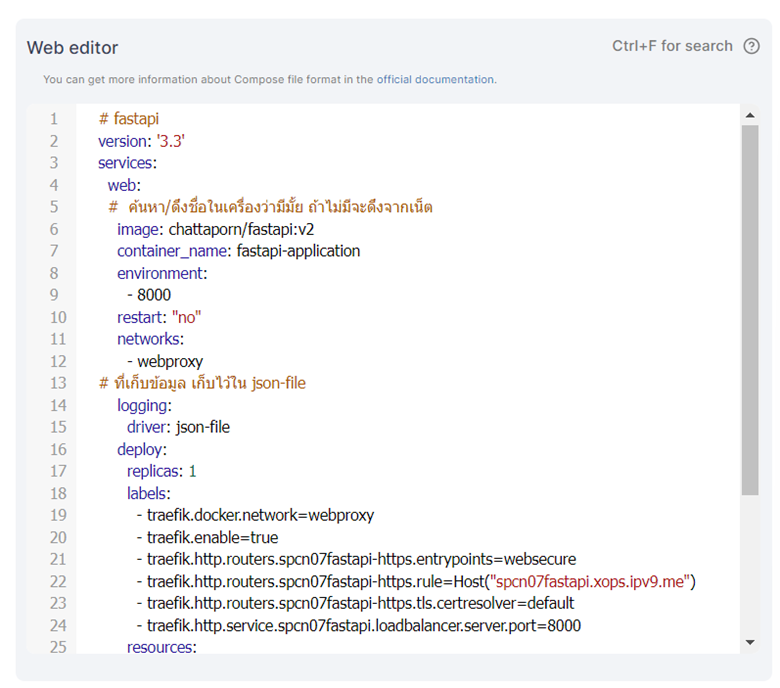 Web editor
Ctrl+F for search
You can get more information about Compose file format in the official documentation.
1 # fastapi
2 version: '3.3'
3 services:
4 web:
5 # ค้นหา/ดึงชื่อในเครื่องว่ามีมั้ย ถ้าไม่มีจะดึงจากเน็ต
6 image: chattaporn/fastapi:v2
7 container_name: fastapi-application
8 environment:
9 - 8000
10 restart: "no"
11 networks:
12 - webproxy
13 # ที่เก็บข้อมูล เก็บไว้ใน json-file
14 logging:
15 driver: json-file
16 deploy:
17 replicas: 1
18 labels:
19 - traefik.docker.network=webproxy
20 - traefik.enable=true
21 - traefik.http.routers.spcn07fastapi-https.entrypoints=websecure
22 - traefik.http.routers.spcn07fastapi-https.rule=Host("spcn07fastapi.xops.ipv9.me")
23 - traefik.http.routers.spcn07fastapi-https.tls.certresolver=default
24 - traefik.http.service.spcn07fastapi.loadbalancer.server.port=8000
25 resources: